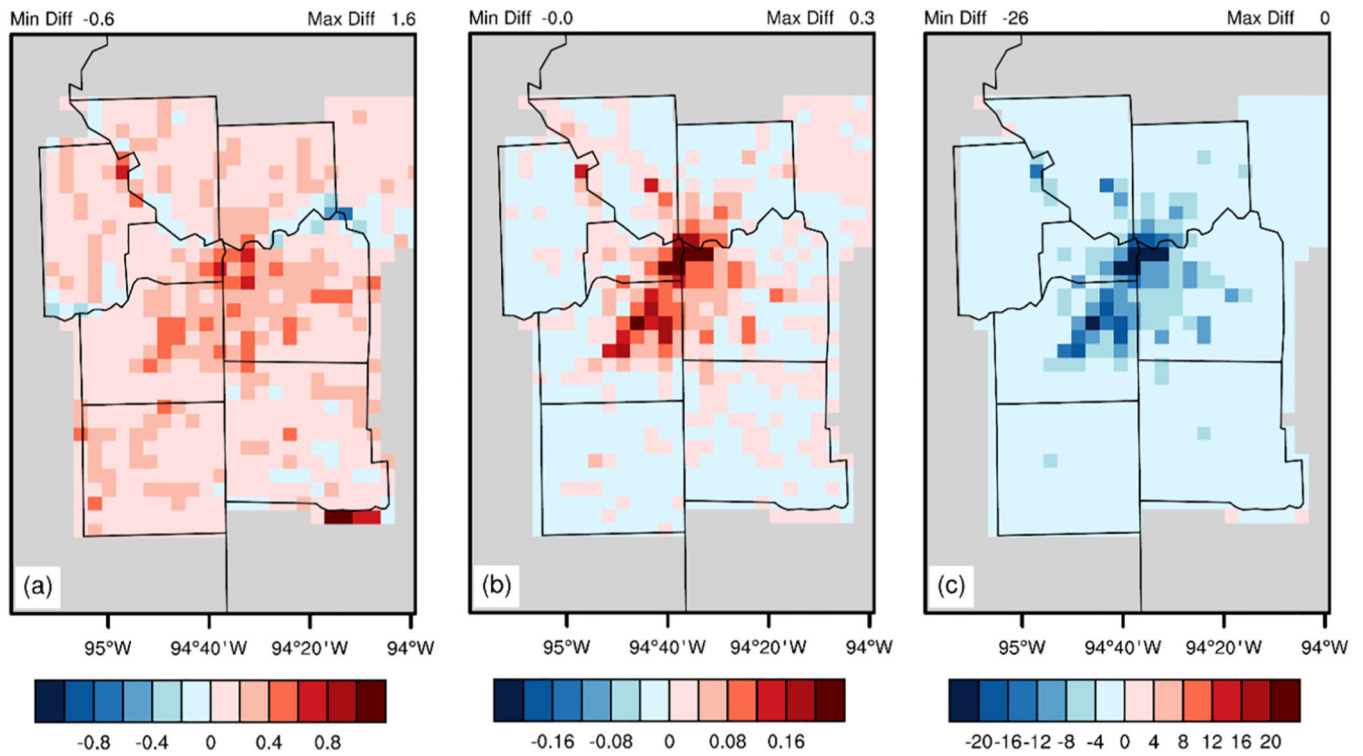 Min Diff -0.6 Max Diff 1.6
Min Diff -0.0 Max Diff 0.3
Min Diff -26 Max Diff 0
(a)
(b)
(c)
95°W 94°40'W 94°20'W 94°W
95°W 94°40'W 94°20'W 94°W
95°W 94°40'W 94°20'W 94°W
-0.8 -0.4 0 0.4 0.8
-0.16 -0.08 0 0.08 0.16
-20 -16 -12 -8 -4 0 4 8 12 16 20